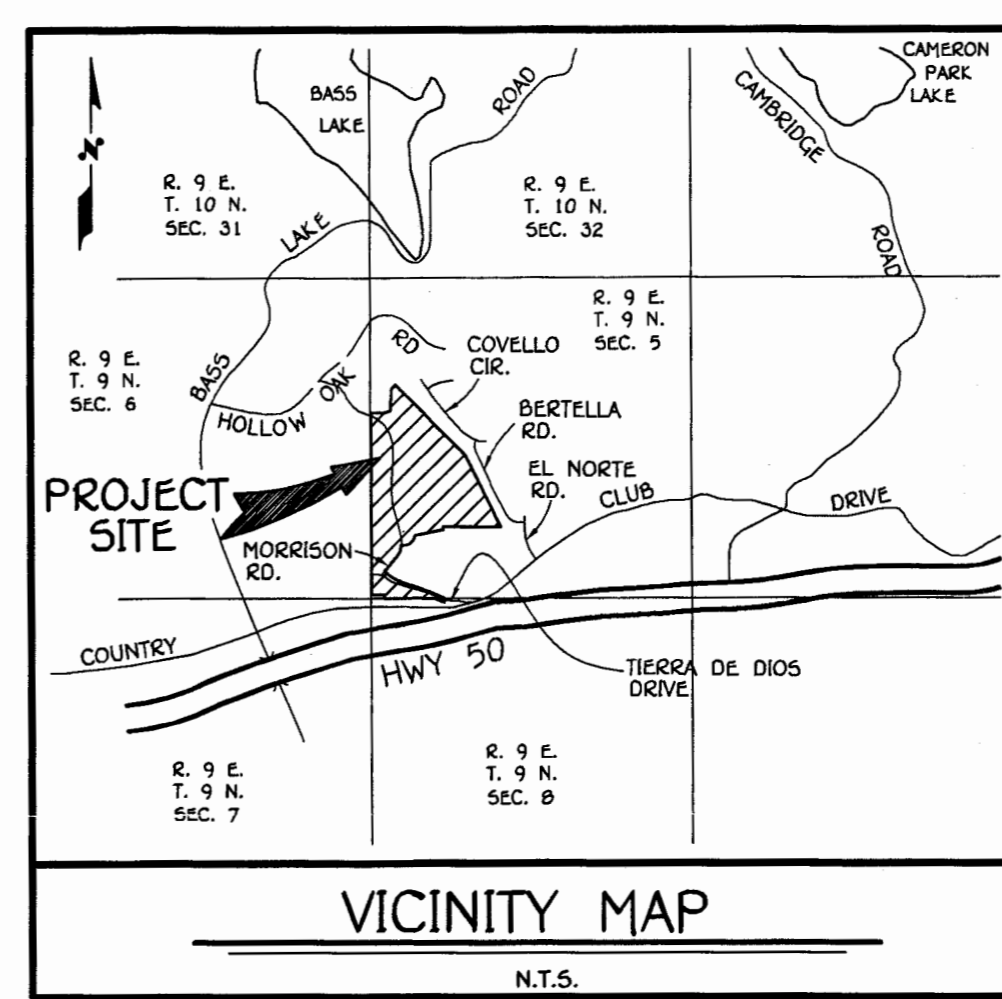 CAMERON
PARK
LAKE
BASS
LAKE
ROAD
CAMBRIDGE
N
R. 9 E.
T. 10 N.
SEC. 31
R. 9 E.
T. 10 N.
SEC. 32
LAKE
ROAD
R. 9 E.
T. 9 N.
SEC. 5
R. 9 E.
T. 9 N.
SEC. 6
BASS
HOLLOW
OAK
RD
COVELLO
CIR.
BERTELLA
RD.
EL NORTE
RD.
CLUB
DRIVE
PROJECT
SITE
MORRISON
RD.
COUNTRY
HWY 50
TIERRA DE DIOS
DRIVE
R. 9 E.
T. 9 N.
SEC. 7
R. 9 E.
T. 9 N.
SEC. 8
VICINITY MAP
N.T.S.